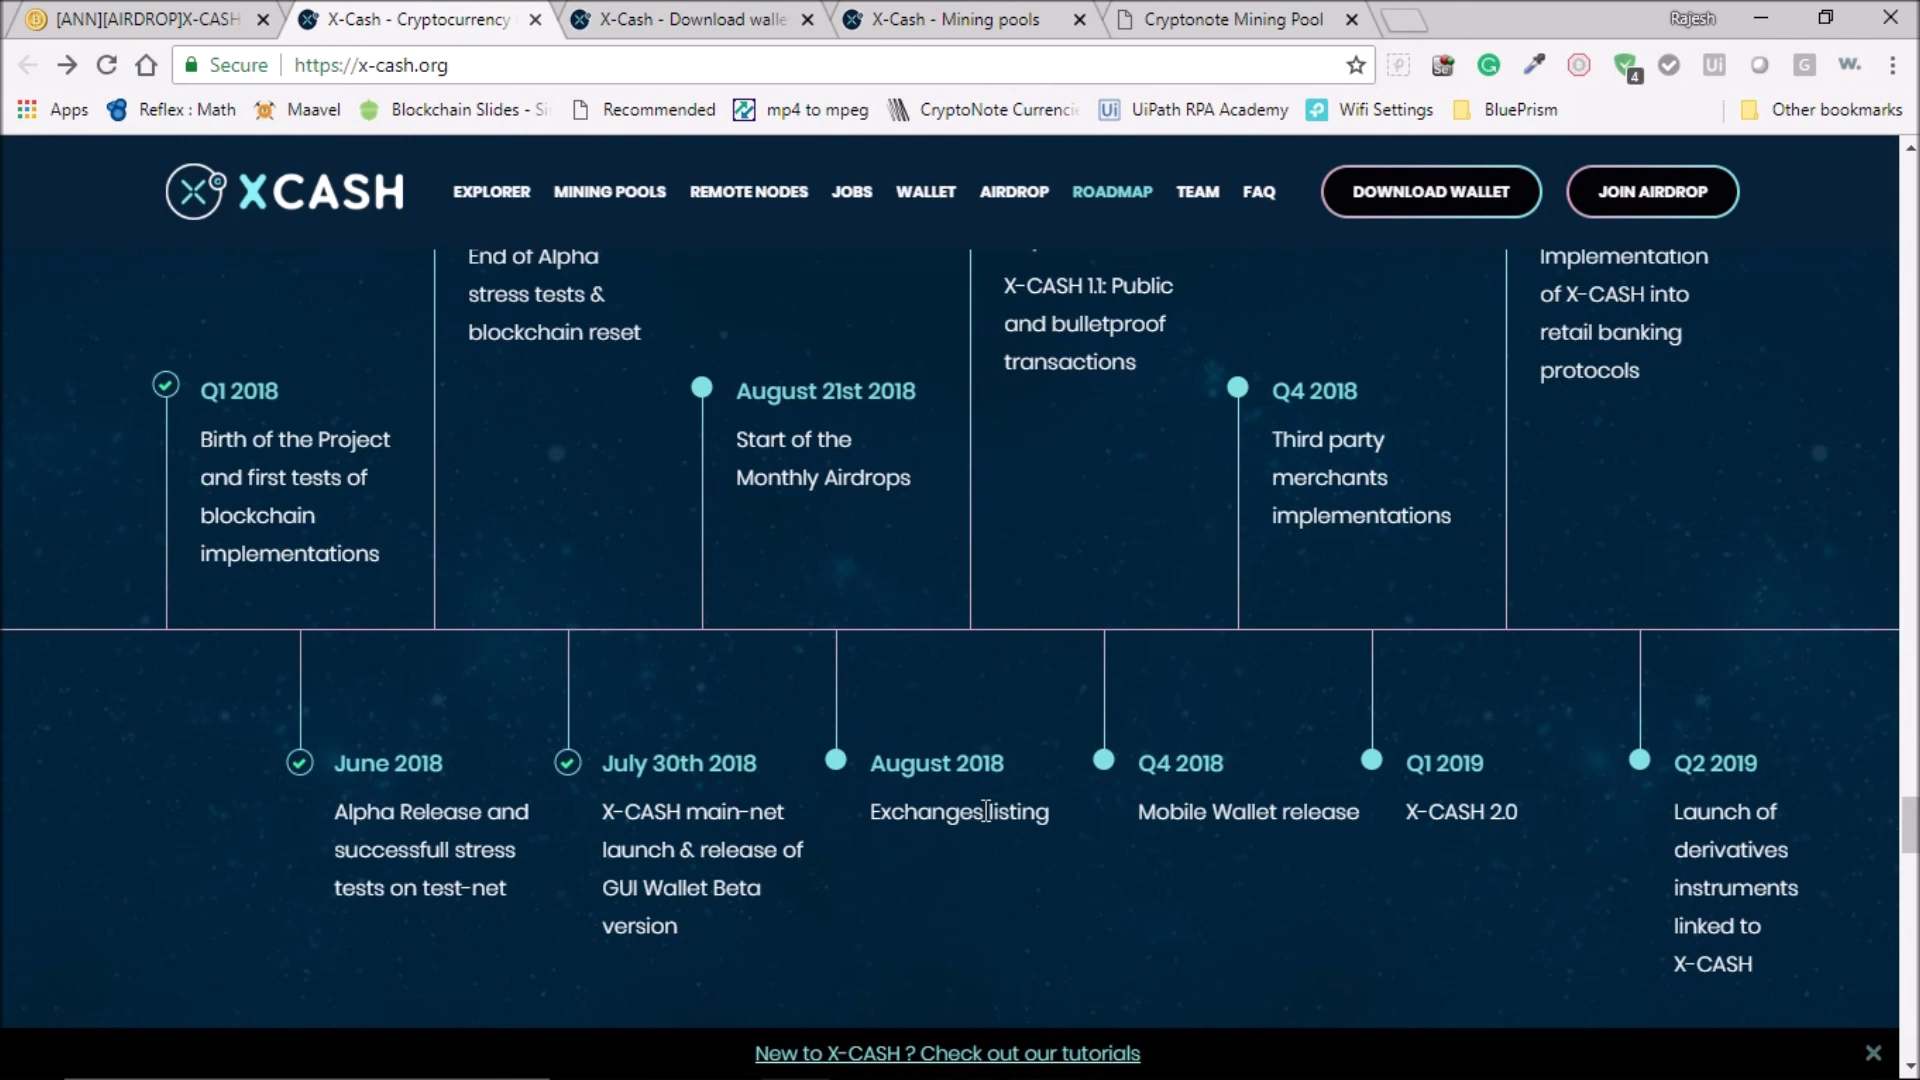 [ANN][AIRDROP]X-CASH
X-Cash - Cryptocurrency
X-Cash - Download walle
X-Cash - Mining pools
Cryptonote Mining Pool
Rajesh
Secure
https://x-cash.org
4
Apps
Reflex : Math
Maavel
Blockchain Slides - Si
Recommended
mp4 to mpeg
CryptoNote Currenci
UiPath RPA Academy
Wifi Settings
BluePrism
Other bookmarks
XCASH
EXPLORER
MINING POOLS
REMOTE NODES
JOBS
WALLET
AIRDROP
ROADMAP
TEAM
FAQ
DOWNLOAD WALLET
JOIN AIRDROP
End of Alpha
stress tests &
blockchain reset
X-CASH 1.1: Public
and bulletproof
transactions
Implementation
of X-CASH into
retail banking
protocols
Q1 2018
Birth of the Project
and first tests of
blockchain
implementations
August 21st 2018
Start of the
Monthly Airdrops
Q4 2018
Third party
merchants
implementations
June 2018
Alpha Release and
successfull stress
tests on test-net
July 30th 2018
X-CASH main-net
launch & release of
GUI Wallet Beta
version
August 2018
Exchanges listing
Q4 2018
Mobile Wallet release
Q1 2019
X-CASH 2.0
Q2 2019
Launch of
derivatives
instruments
linked to
X-CASH
New to X-CASH ? Check out our tutorials